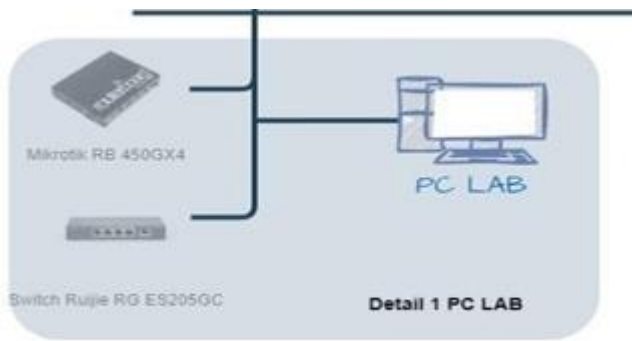 Mikrotik RB 450GX4
PC LAB
Switch Ruijie RG ES205GC
Detail 1 PC LAB